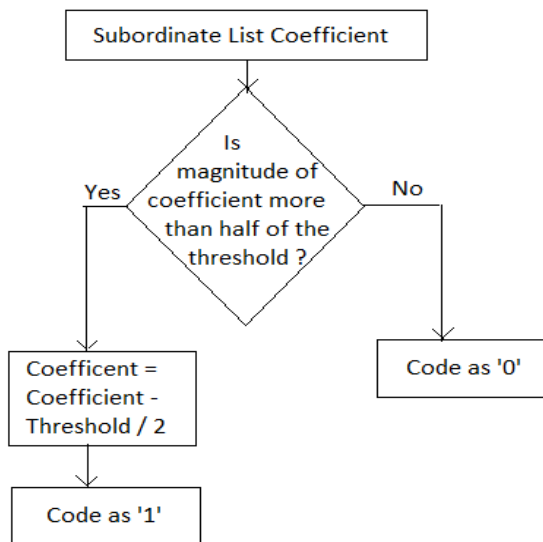 Subordinate List Coefficient
Is
magnitude of
coefficient more
than half of the
threshold ?
Yes
No
Coefficent =
Coefficient -
Threshold / 2
Code as '0'
Code as '1'